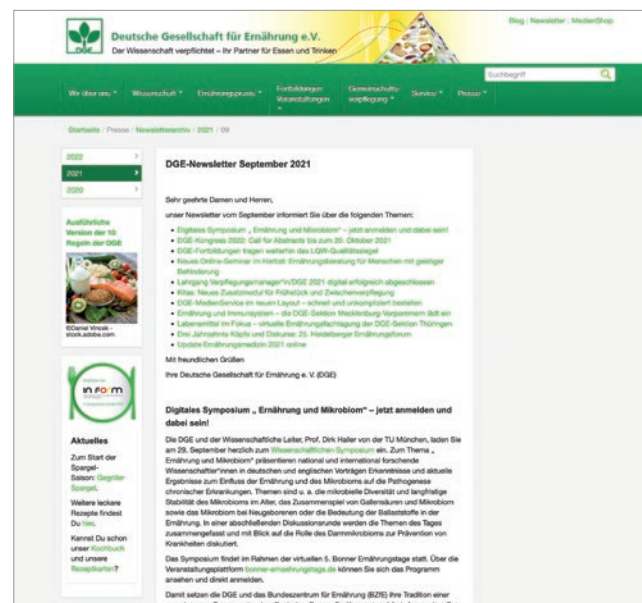 Blog | Newsletter | MedienShop
DGE
Deutsche Gesellschaft für Ernährung e.V.
Der Wissenschaft verpflichtet – Ihr Partner für Essen und Trinken
Suchbegriff
Wir über uns
Wissenschaft
Ernährungspraxis
Fortbildungen
Veranstaltungen
Gemeinschafts-
verpflegung
Service
Presse
Startseite / Presse / Newsletterarchiv / 2021 / 09
2022
2021
2020
Ausführliche
Version der 10
Regeln der DGE
©Daniel Vincek -
stock.adobe.com
IN FORM
Aktuelles
Zum Start der
Spargel-
Saison: Gegrillter
Spargel.
Weitere leckere
Rezepte findest
Du hier.
Kennst Du schon
unser Kochbuch
und unsere
Rezeptkarten?
DGE-Newsletter September 2021
Sehr geehrte Damen und Herren,
unser Newsletter vom September informiert Sie über die folgenden Themen:
• Digitales Symposium „ Ernährung und Mikrobiom“ – jetzt anmelden und dabei sein!
• DGE-Kongress 2022: Call for Abstracts bis zum 20. Oktober 2021
• DGE-Fortbildungen tragen weiterhin das LQW-Qualitätssiegel
• Neues Online-Seminar im Herbst: Ernährungsberatung für Menschen mit geistiger
Behinderung
• Lehrgang Verpflegungsmanager*in/DGE 2021 digital erfolgreich abgeschlossen
• Kitas: Neues Zusatzmodul für Frühstück und Zwischenverpflegung
• DGE-MedienService im neuen Layout – schnell und unkompliziert bestellen
• Ernährung und Immunsystem – die DGE-Sektion Mecklenburg-Vorpommern lädt ein
• Lebensmittel im Fokus – virtuelle Ernährungsfachtagung der DGE-Sektion Thüringen
• Drei Jahrzehnte Köpfe und Diskurse: 25. Heidelberger Ernährungsforum
• Update Ernährungsmedizin 2021 online
Mit freundlichen Grüßen
Ihre Deutsche Gesellschaft für Ernährung e. V. (DGE)
Digitales Symposium „ Ernährung und Mikrobiom“ – jetzt anmelden und
dabei sein!
Die DGE und der Wissenschaftliche Leiter, Prof. Dirk Haller von der TU München, laden Sie
am 29. September herzlich zum Wissenschaftlichen Symposium ein. Zum Thema „
Ernährung und Mikrobiom“ präsentieren national und international forschende
Wissenschaftler*innen in deutschen und englischen Vorträgen Erkenntnisse und aktuelle
Ergebnisse zum Einfluss der Ernährung und des Mikrobioms auf die Pathogenese
chronischer Erkrankungen. Themen sind u. a. die mikrobielle Diversität und langfristige
Stabilität des Mikrobioms im Alter, das Zusammenspiel von Gallensäuren und Mikrobiom
sowie das Mikrobiom bei Neugeborenen oder die Bedeutung der Ballaststoffe in der
Ernährung. In einer abschließenden Diskussionsrunde werden die Themen des Tages
zusammengefasst und mit Blick auf die Rolle des Darmmikrobioms zur Prävention von
Krankheiten diskutiert.
Das Symposium findet im Rahmen der virtuellen 5. Bonner Ernährungstage statt. Über die
Veranstaltungsplattform bonner-ernaehrungstage.de können Sie sich das Programm
ansehen und direkt anmelden.
Damit setzen die DGE und das Bundeszentrum für Ernährung (BZfE) ihre Tradition einer